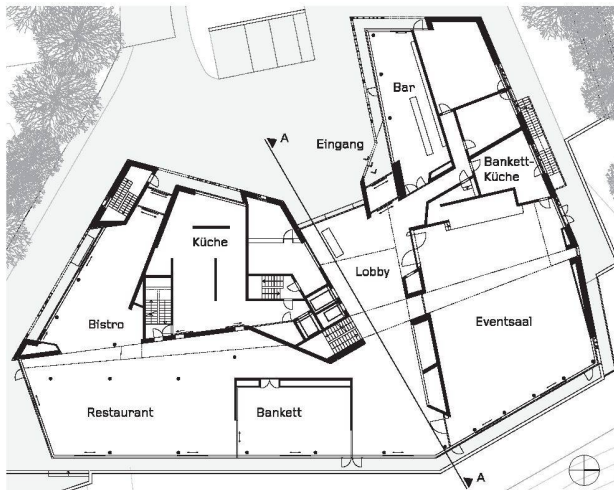 Bar
A
Eingang
Bankett-
Küche
Küche
Lobby
Bistro
Eventsaal
Restaurant
Bankett
A